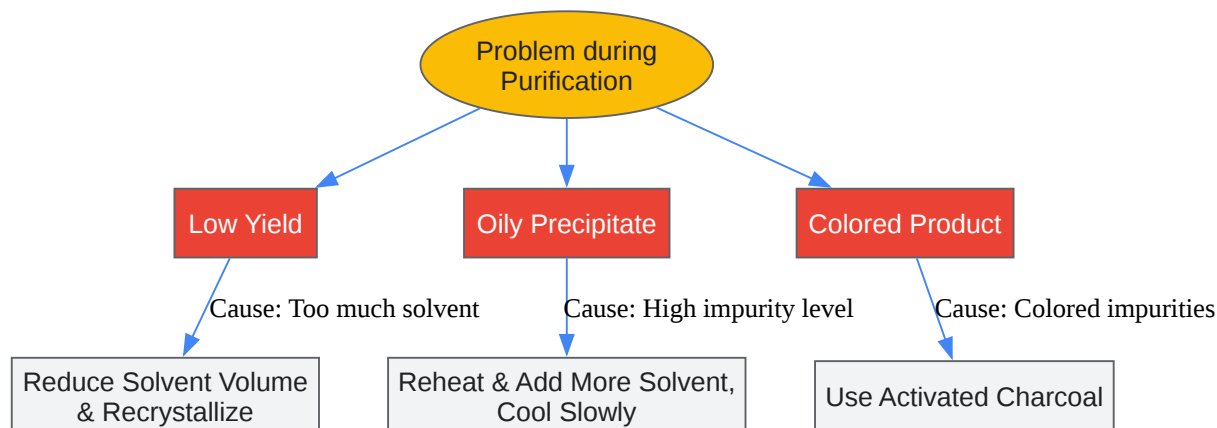 Problem during
Purification
Low Yield
Oily Precipitate
Colored Product
Cause: Too much solvent
Cause: High impurity level
Cause: Colored impurities
Reduce Solvent Volume
& Recrystallize
Reheat & Add More Solvent,
Cool Slowly
Use Activated Charcoal